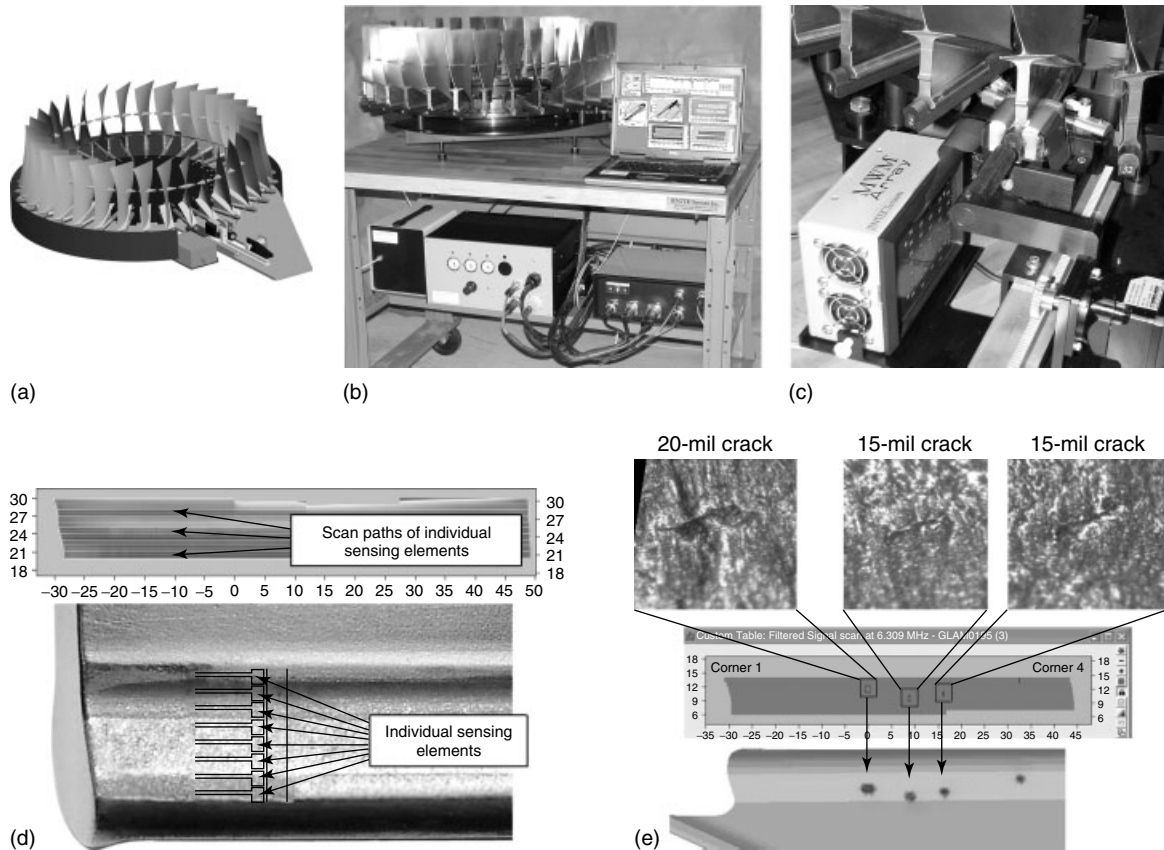 MWM
Array
(a)
(b)
(c)
20-mil crack
15-mil crack
15-mil crack
30
27
24
21
18
30
27
24
21
18
Scan paths of individual
sensing elements
−30 −25 −20 −15 −10 −5 0 5 10 15 20 25 30 35 40 45 50
Individual sensing
elements
(d)
Custom Table: Filtered Signal scan at 6.309 MHz - GLAM0195 (3)
18
15
12
9
6
Corner 1
Corner 4
18
15
12
9
6
−35 −30 −25 −20 −15 −10 −5 0 5 10 15 20 25 30 35 40 45
(e)